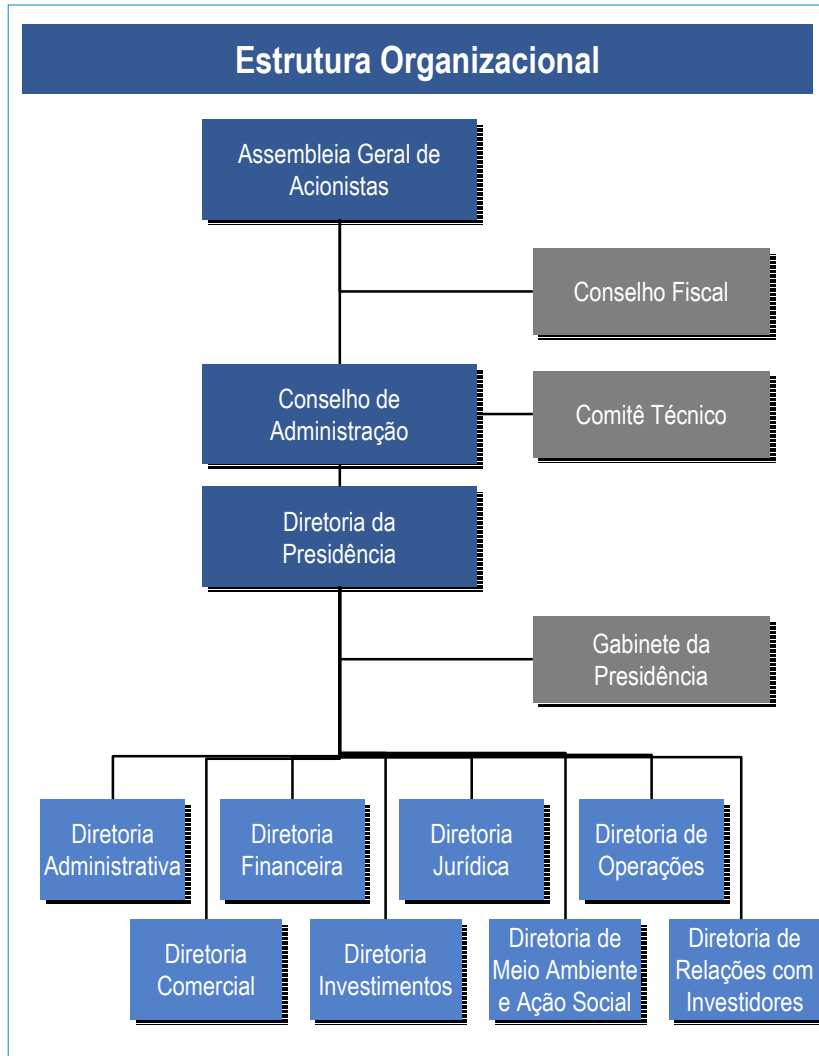 Estrutura Organizacional
Assembleia Geral de
Acionistas
Conselho Fiscal
Conselho de
Administração
Comitê Técnico
Diretoria da
Presidência
Gabinete da
Presidência
Diretoria
Administrativa
Diretoria
Financeira
Diretoria
Jurídica
Diretoria de
Operações
Diretoria
Comercial
Diretoria
Investimentos
Diretoria de
Meio Ambiente
e Ação Social
Diretoria de
Relações com
Investidores